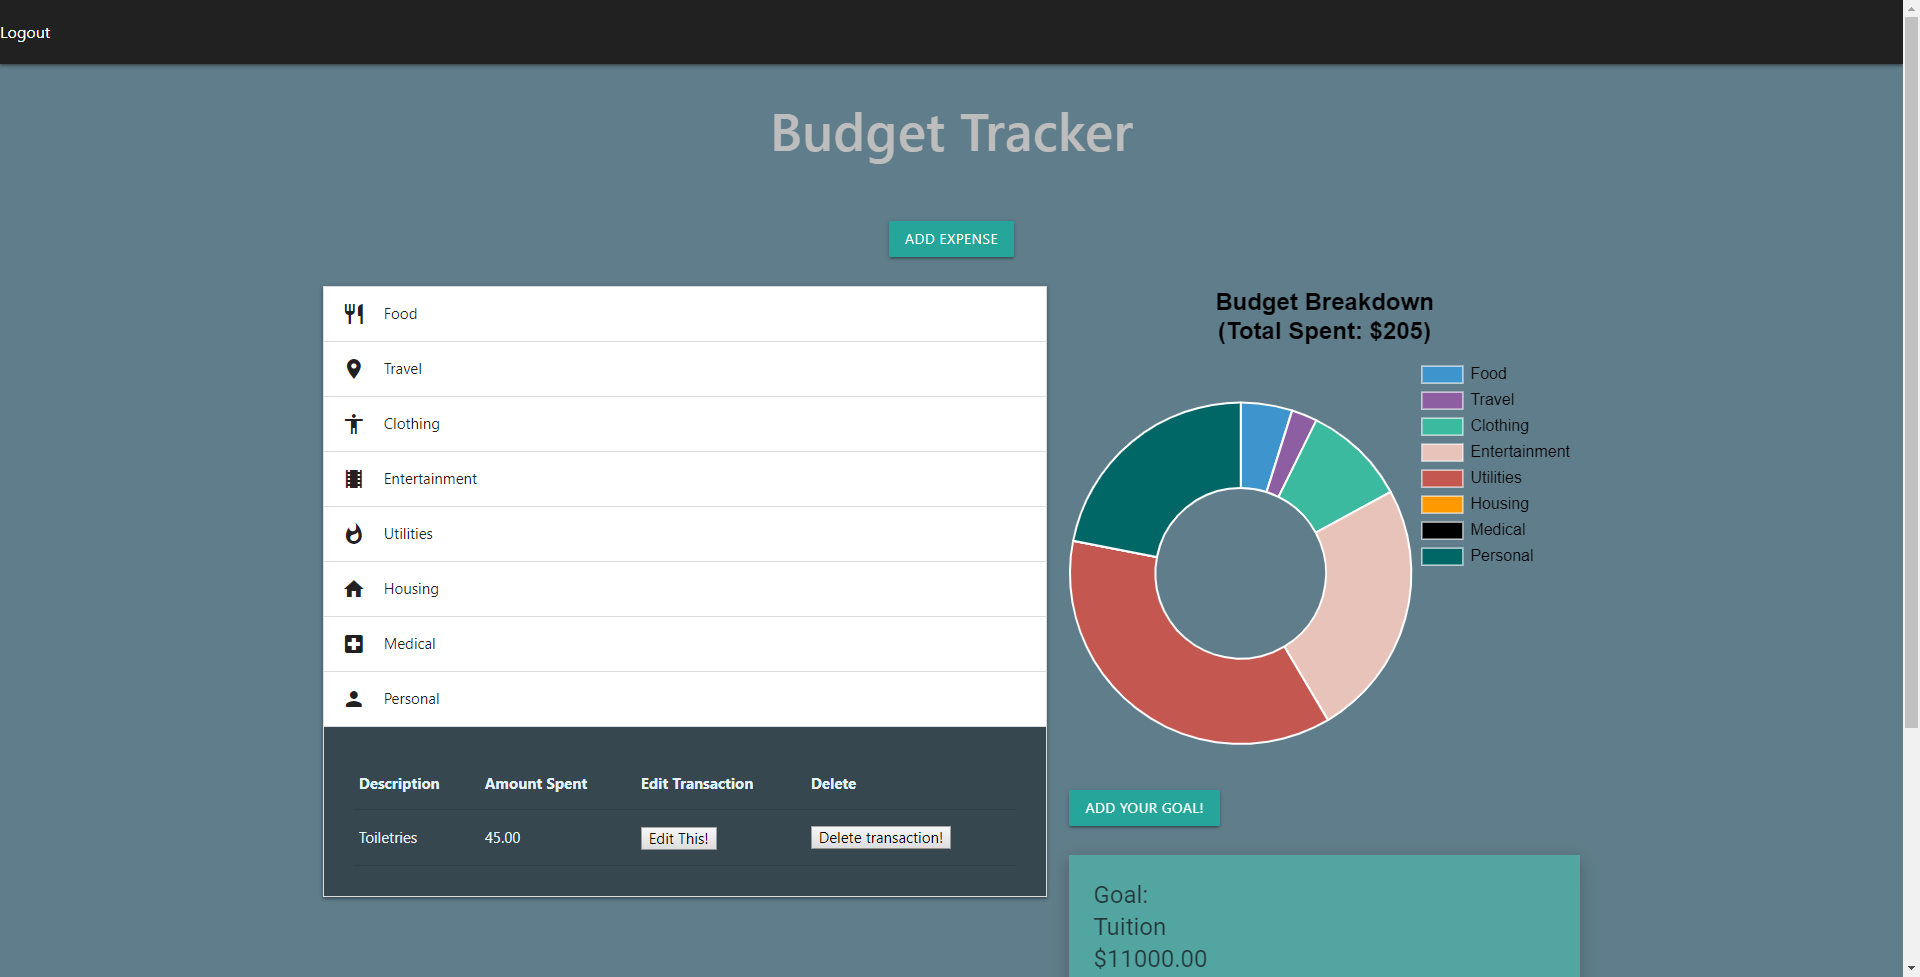 Logout
Budget Tracker
ADD EXPENSE
Food
Travel
Clothing
Entertainment
Utilities
Housing
Medical
Personal
Description Amount Spent Edit Transaction Delete
Toiletries 45.00 Edit This! Delete transaction!
Budget Breakdown
(Total Spent: $205)
Food
Travel
Clothing
Entertainment
Utilities
Housing
Medical
Personal
ADD YOUR GOAL!
Goal:
Tuition
$11000.00